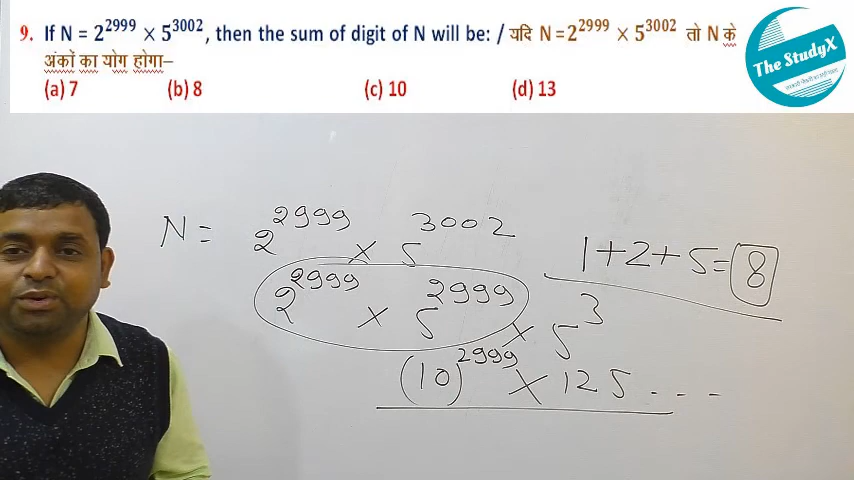 9. If N = 2^2999 × 5^3002, then the sum of digit of N will be: / यदि N = 2^2999 × 5^3002 तो N के
अंकों का योग होगा–
(a) 7 (b) 8 (c) 10 (d) 13
The StudyX
N = 2^2999 × 5^3002
1+2+5=8
2^2999 × 5^2999 × 5^3
(10)^2999 × 125 - - - -